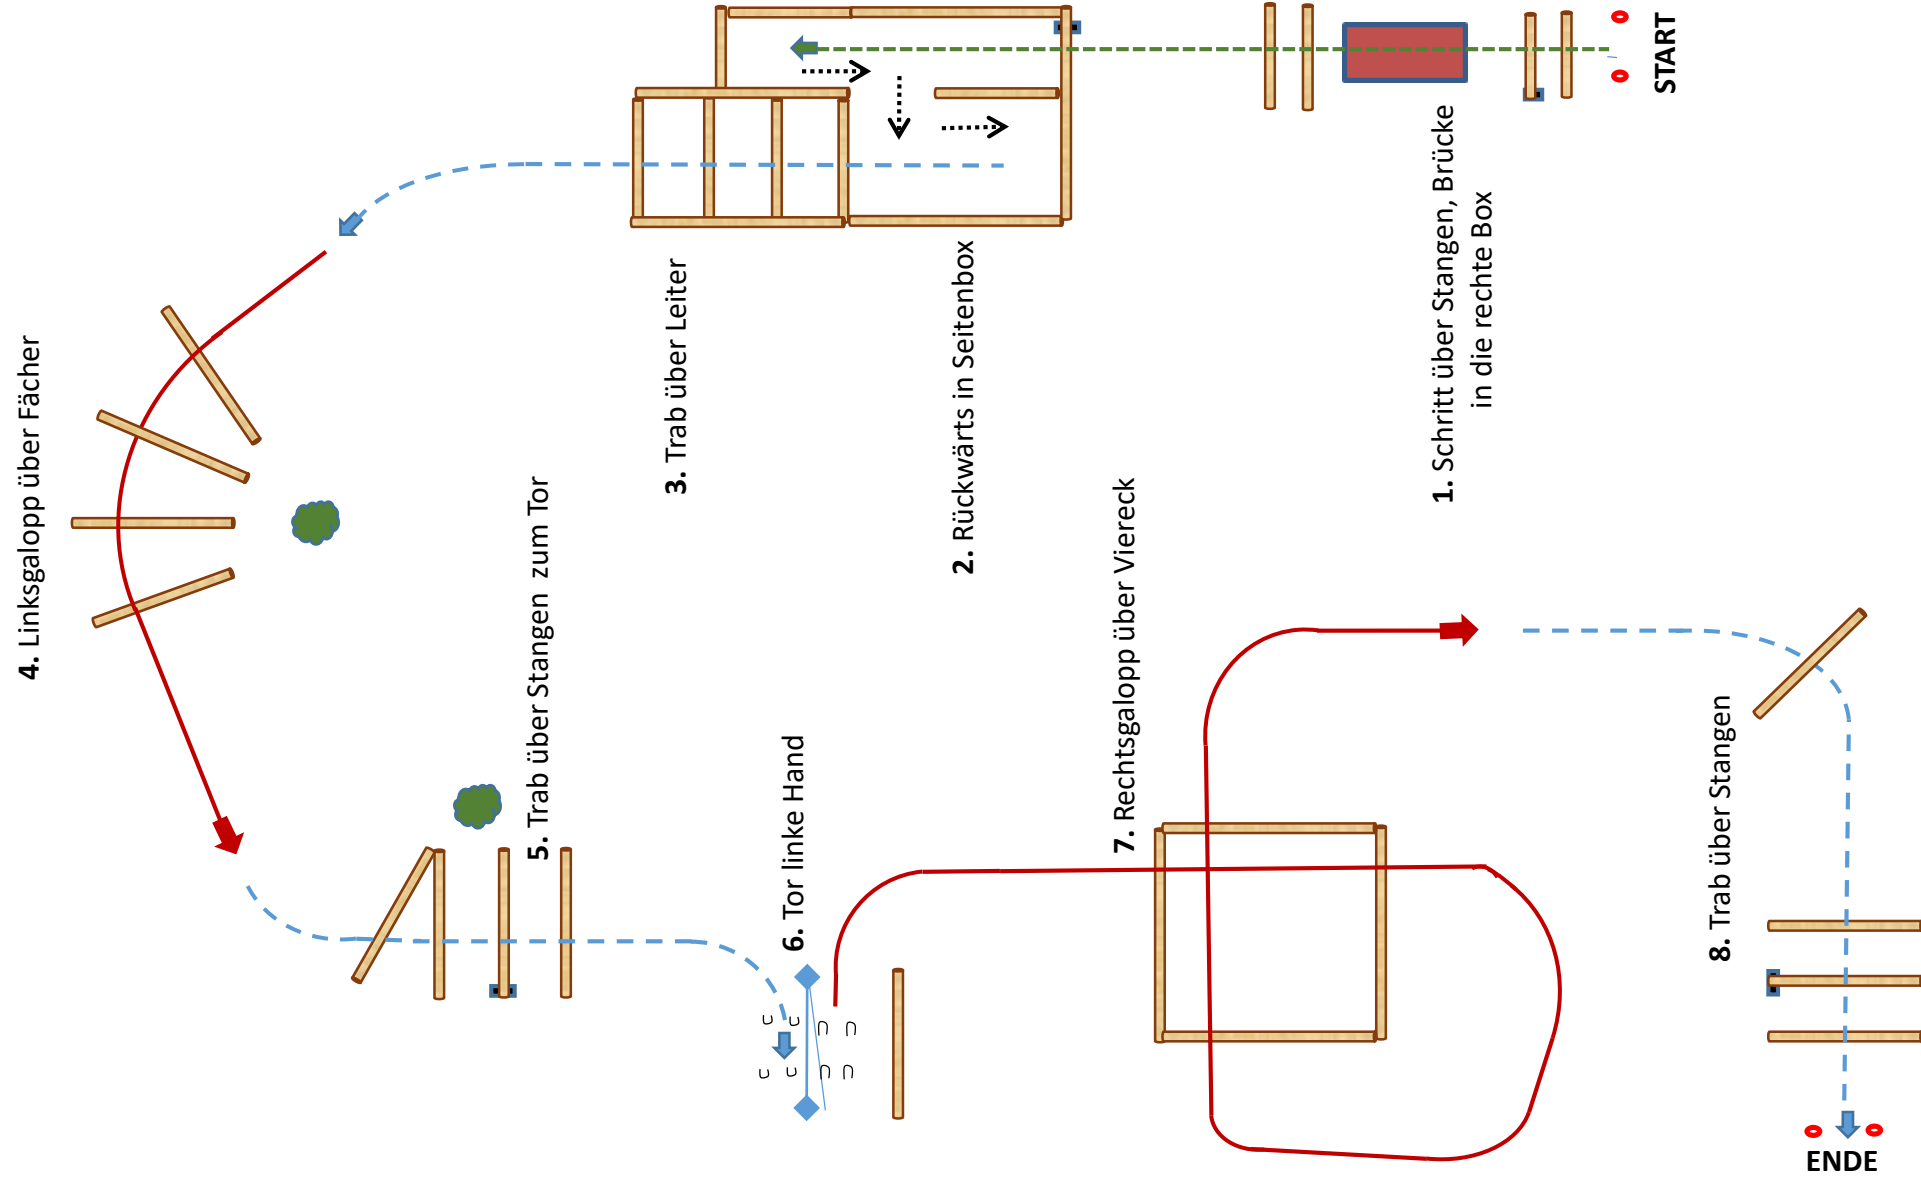 START
1. Schritt über Stangen, Brücke
in die rechte Box
2. Rückwärts in Seitenbox
3. Trab über Leiter
4. Linksgalopp über Fächer
5. Trab über Stangen zum Tor
6. Tor linke Hand
7. Rechtsgalopp über Viereck
8. Trab über Stangen
ENDE